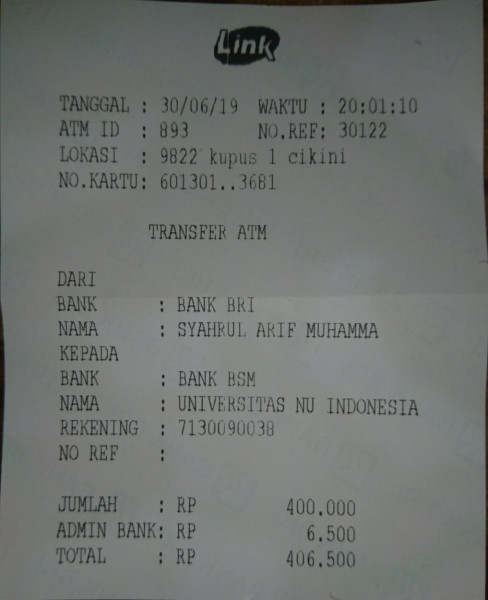 Link
TANGGAL : 30/06/19 WAKTU : 20:01:10
ATM ID : 893 NO.REF: 30122
LOKASI : 9822 kupus 1 cikini
NO.KARTU: 601301..3681
TRANSFER ATM
DARI
BANK : BANK BRI
NAMA : SYAHRUL ARIF MUHAMMA
KEPADA
BANK : BANK BSM
NAMA : UNIVERSITAS NU INDONESIA
REKENING : 7130090038
NO REF :
JUMLAH : RP 400.000
ADMIN BANK: RP 6.500
TOTAL : RP 406.500